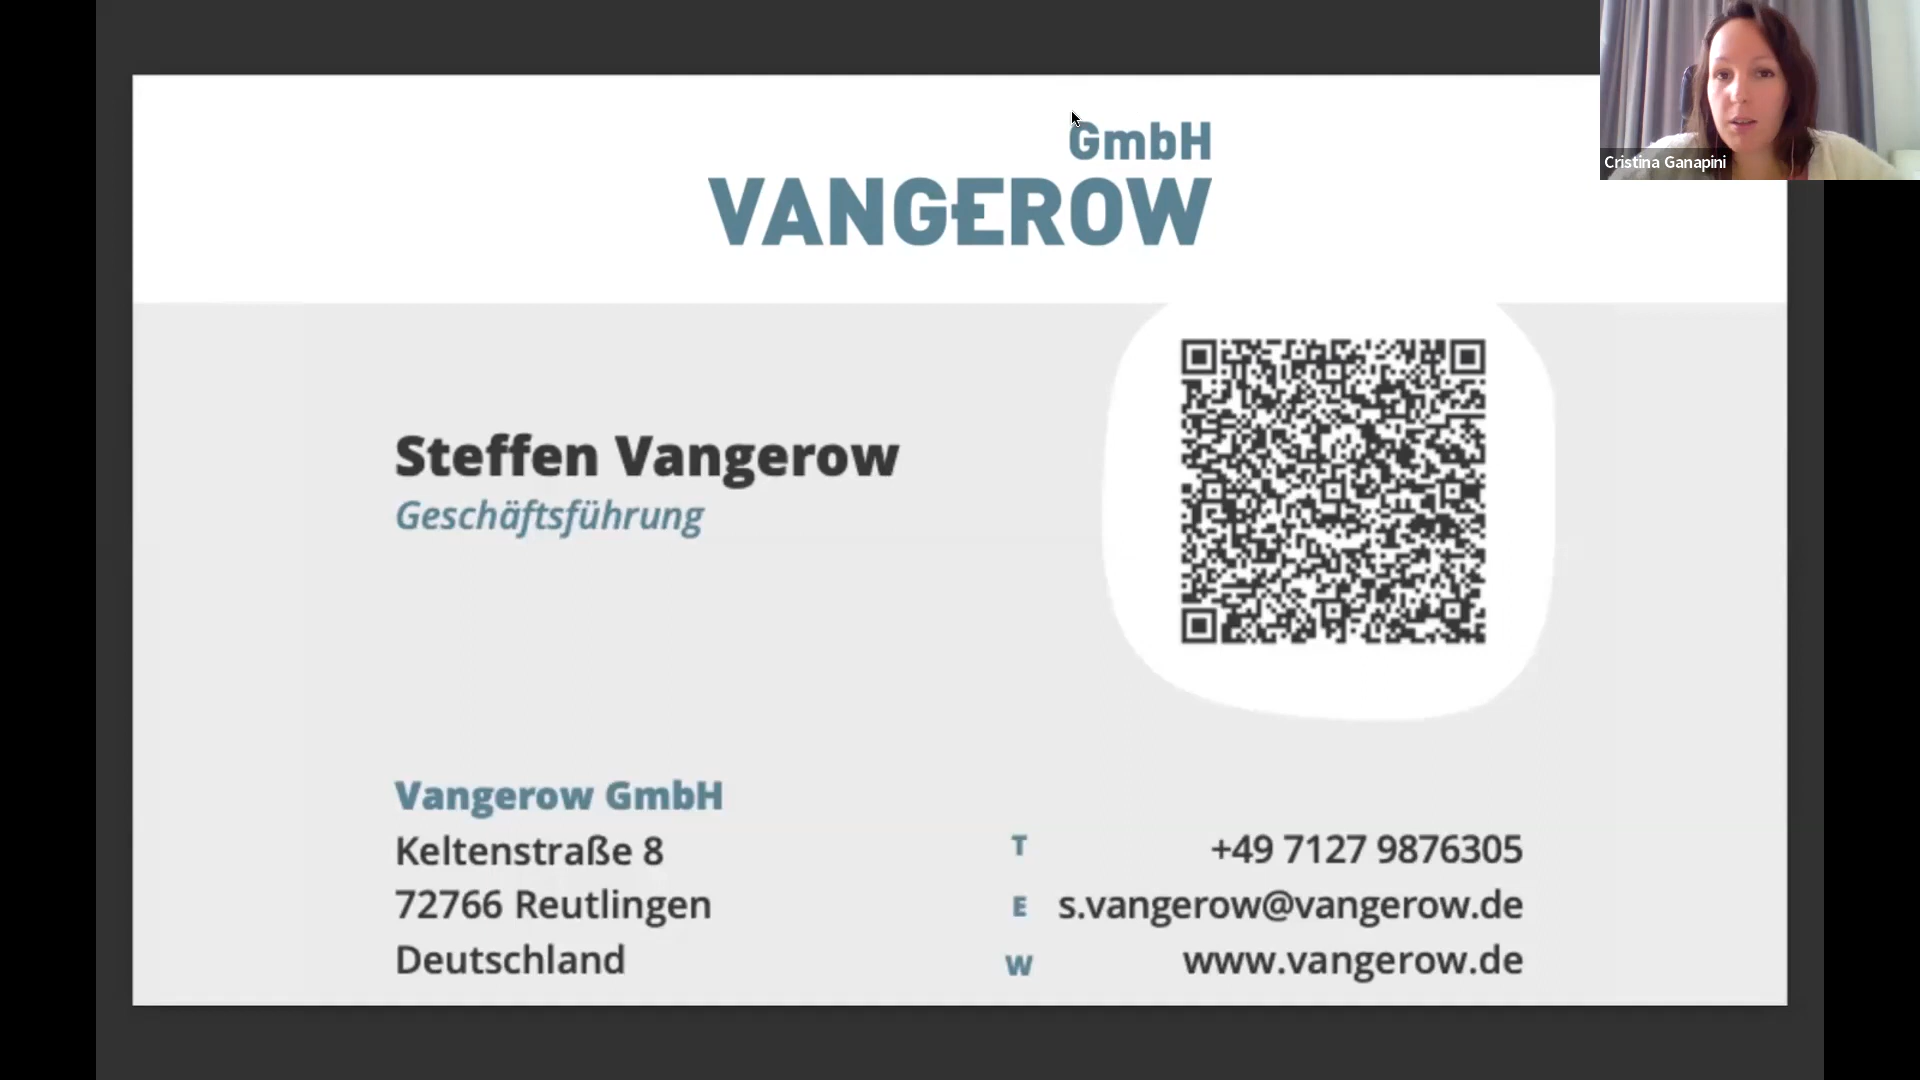 GmbH
VANGEROW
Cristina Ganapini
Steffen Vangerow
Geschäftsführung
Vangerow GmbH
Keltenstraße 8
72766 Reutlingen
Deutschland
T +49 7127 9876305
E s.vangerow@vangerow.de
W www.vangerow.de